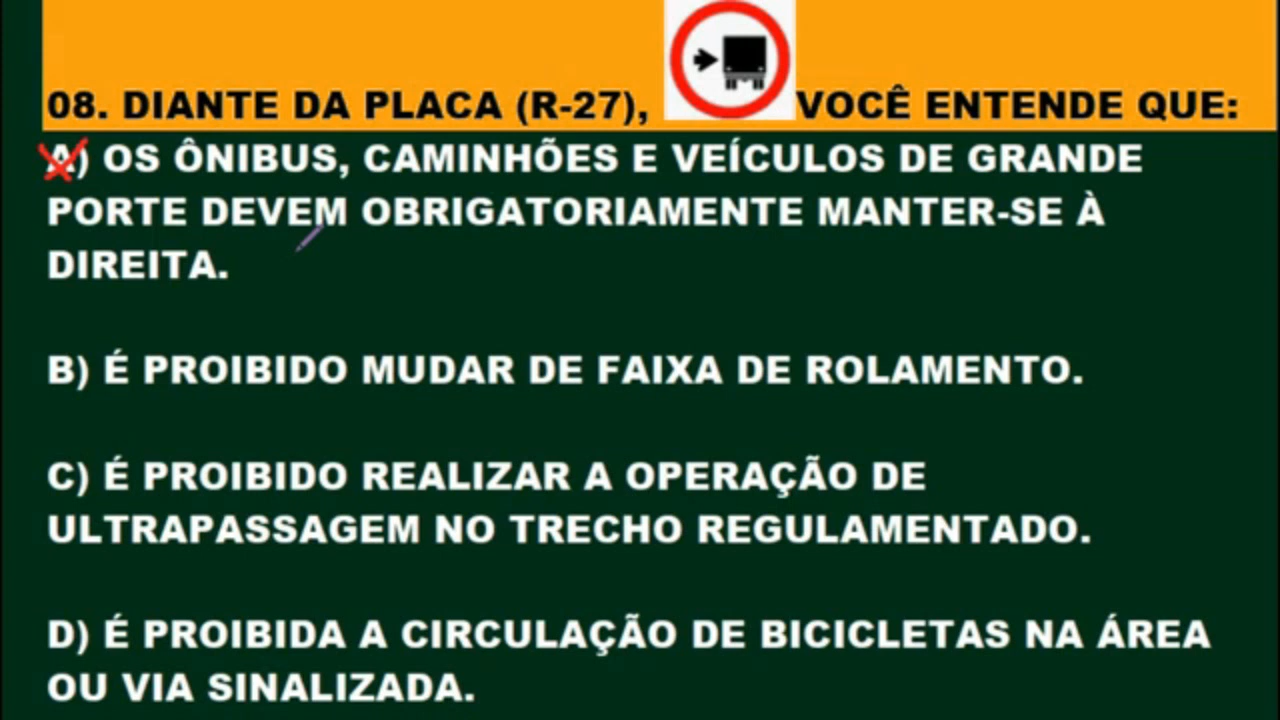 08. DIANTE DA PLACA (R-27), VOCÊ ENTENDE QUE:
A) OS ÔNIBUS, CAMINHÕES E VEÍCULOS DE GRANDE
PORTE DEVEM OBRIGATORIAMENTE MANTER-SE À
DIREITA.
B) É PROIBIDO MUDAR DE FAIXA DE ROLAMENTO.
C) É PROIBIDO REALIZAR A OPERAÇÃO DE
ULTRAPASSAGEM NO TRECHO REGULAMENTADO.
D) É PROIBIDA A CIRCULAÇÃO DE BICICLETAS NA ÁREA
OU VIA SINALIZADA.